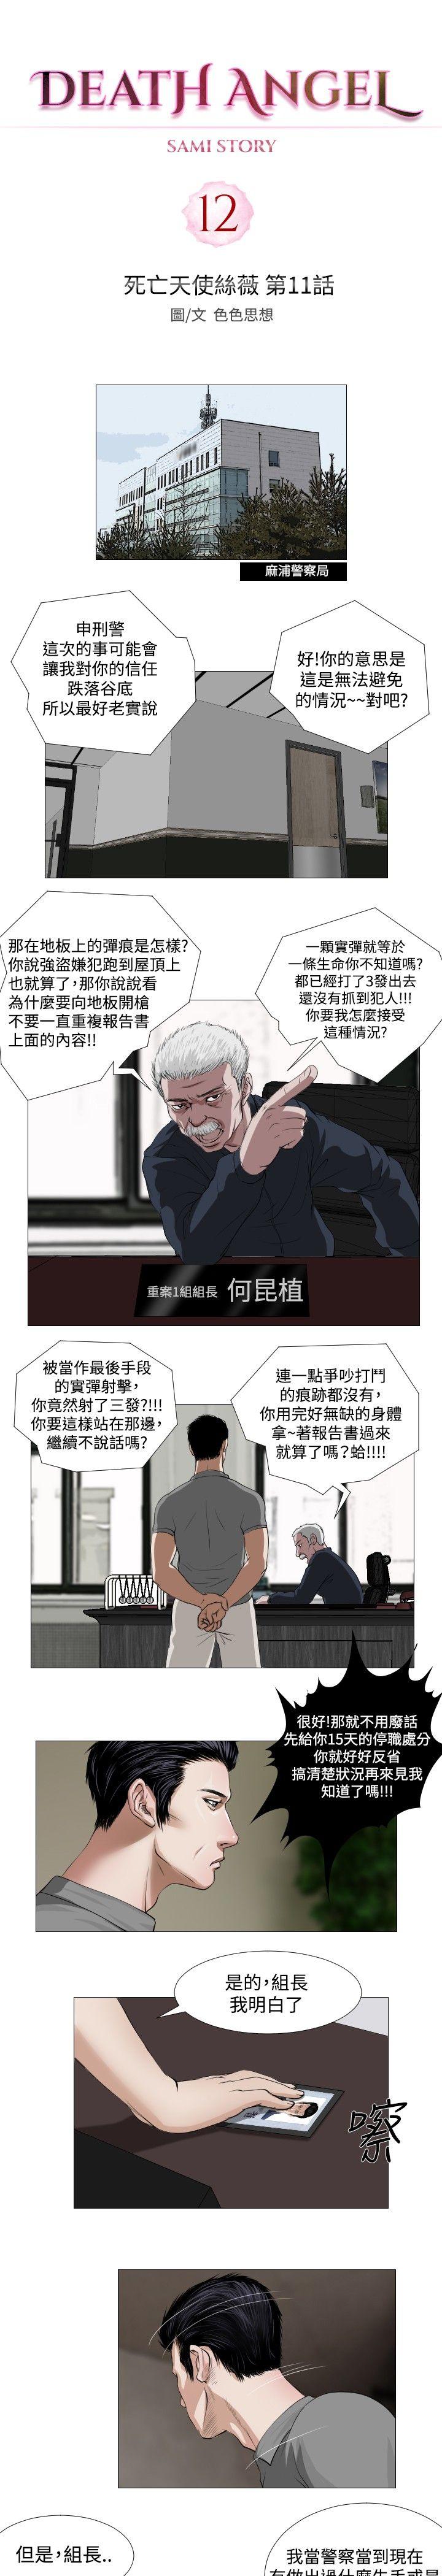 DEATH ANGEL
SAMI STORY
12
死亡天使絲薇 第11話
圖/文 色色思想
麻浦警察局
申刑警
這次的事可能會
讓我對你的信任
跌落谷底
所以最好老實說
好!你的意思是
這是無法避免
的情況~~對吧?
那在地板上的彈痕是怎樣?
你說強盜嫌犯跑到屋頂上
也就算了,那你說說看
為什麼要向地板開槍
不要一直重複報告書
上面的內容!!
一顆實彈就等於
一條生命你不知道嗎?
都已經打了3發出去
還沒有抓到犯人!!!
你要我怎麼接受
這種情況?
重案1組組長 何昆植
被當作最後手段
的實彈射擊,
你竟然射了三發?!!!
你要這樣站在那邊,
繼續不說話嗎?
連一點爭吵打鬥
的痕跡都沒有,
你用完好無缺的身體
拿~著報告書過來
就算了嗎?蛤!!!!
很好!那就不用廢話
先給你15天的停職處分
你就好好反省
搞清楚狀況再來見我
知道了嗎!!!
是的,組長
我明白了
嚓
但是,組長..
我當警察當到現在